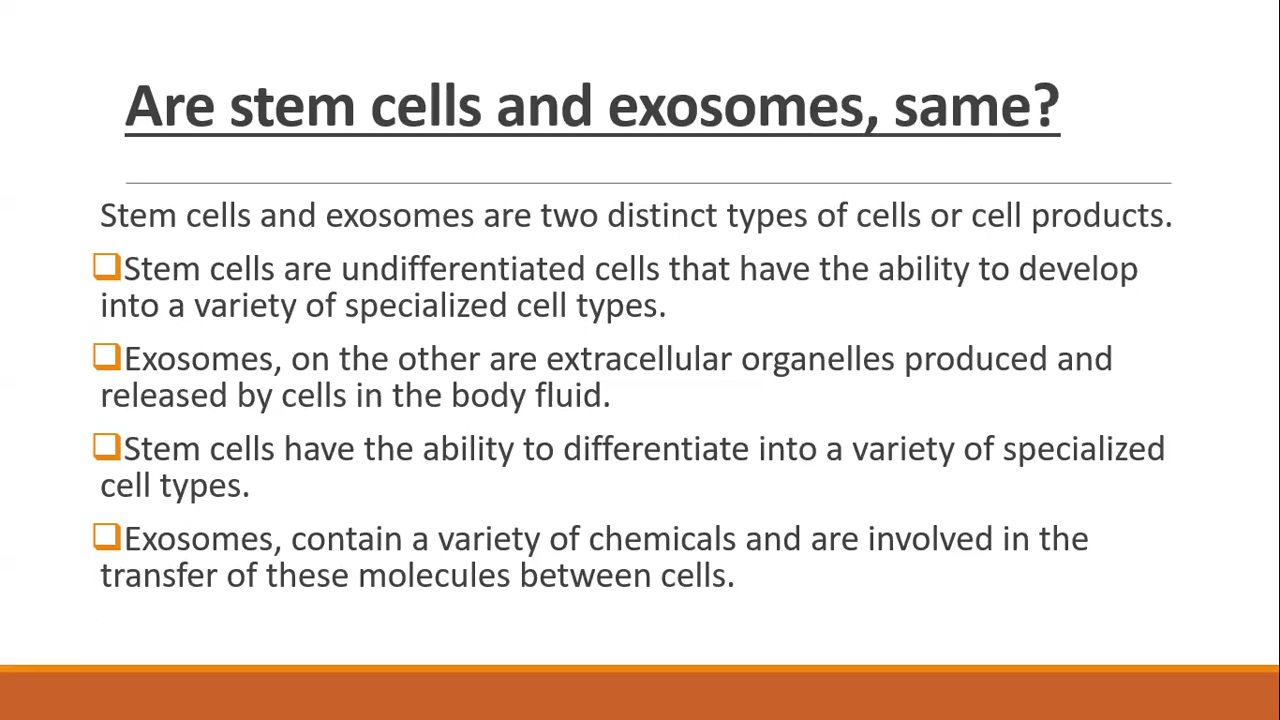 Are stem cells and exosomes, same?
Stem cells and exosomes are two distinct types of cells or cell products.
Stem cells are undifferentiated cells that have the ability to develop
into a variety of specialized cell types.
Exosomes, on the other are extracellular organelles produced and
released by cells in the body fluid.
Stem cells have the ability to differentiate into a variety of specialized
cell types.
Exosomes, contain a variety of chemicals and are involved in the
transfer of these molecules between cells.